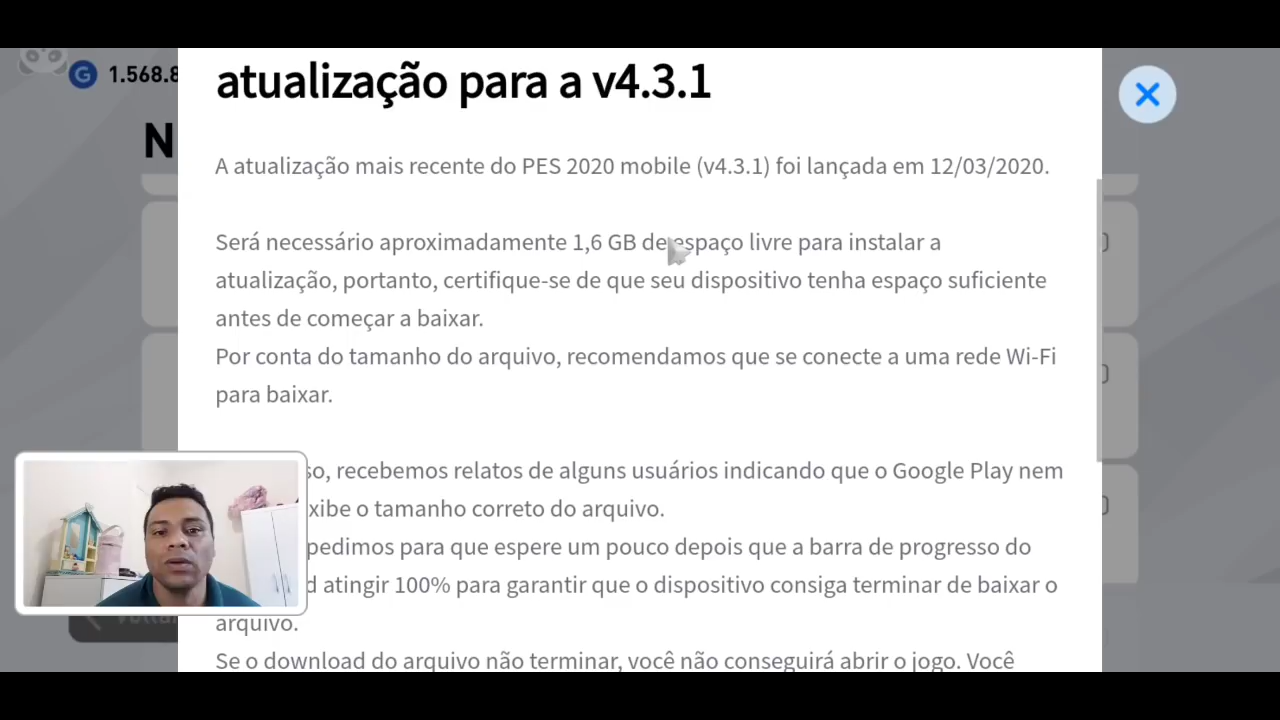 atualização para a v4.3.1
G 1.568.8
N
A atualização mais recente do PES 2020 mobile (v4.3.1) foi lançada em 12/03/2020.
Será necessário aproximadamente 1,6 GB de espaço livre para instalar a
atualização, portanto, certifique-se de que seu dispositivo tenha espaço suficiente
antes de começar a baixar.
Por conta do tamanho do arquivo, recomendamos que se conecte a uma rede Wi-Fi
para baixar.
so, recebemos relatos de alguns usuários indicando que o Google Play nem
xibe o tamanho correto do arquivo.
pedimos para que espere um pouco depois que a barra de progresso do
d atingir 100% para garantir que o dispositivo consiga terminar de baixar o
arquivo.
Se o download do arquivo não terminar, você não conseguirá abrir o jogo. Você